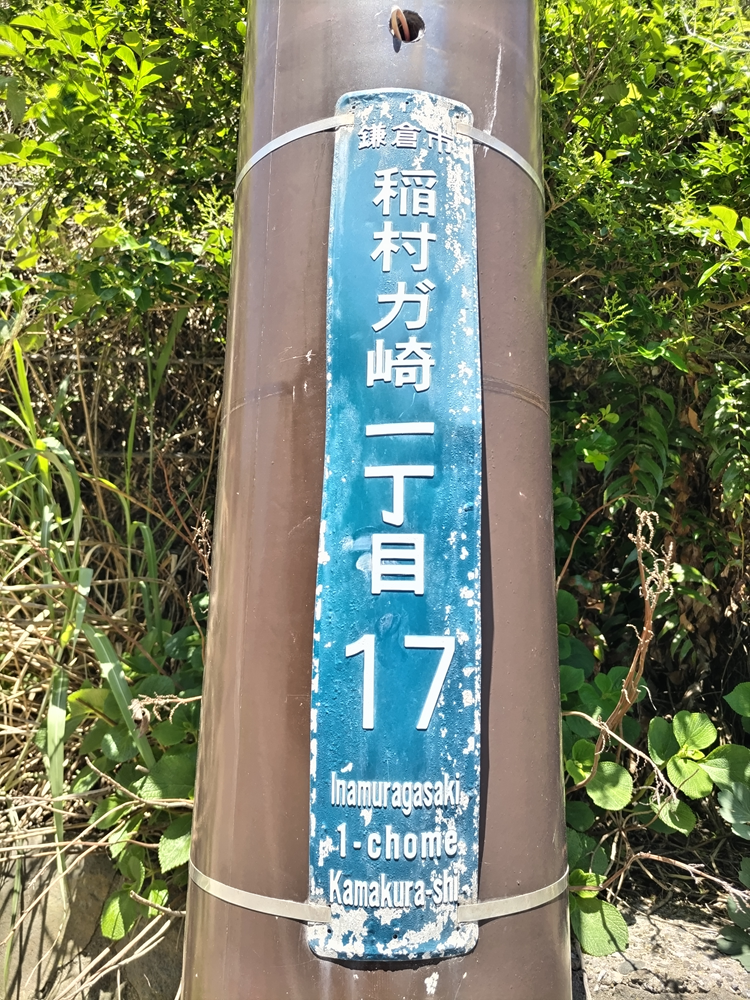 鎌倉市
稲村ガ崎一丁目
17
Inamuragasaki
1-chome
Kamakura-shi